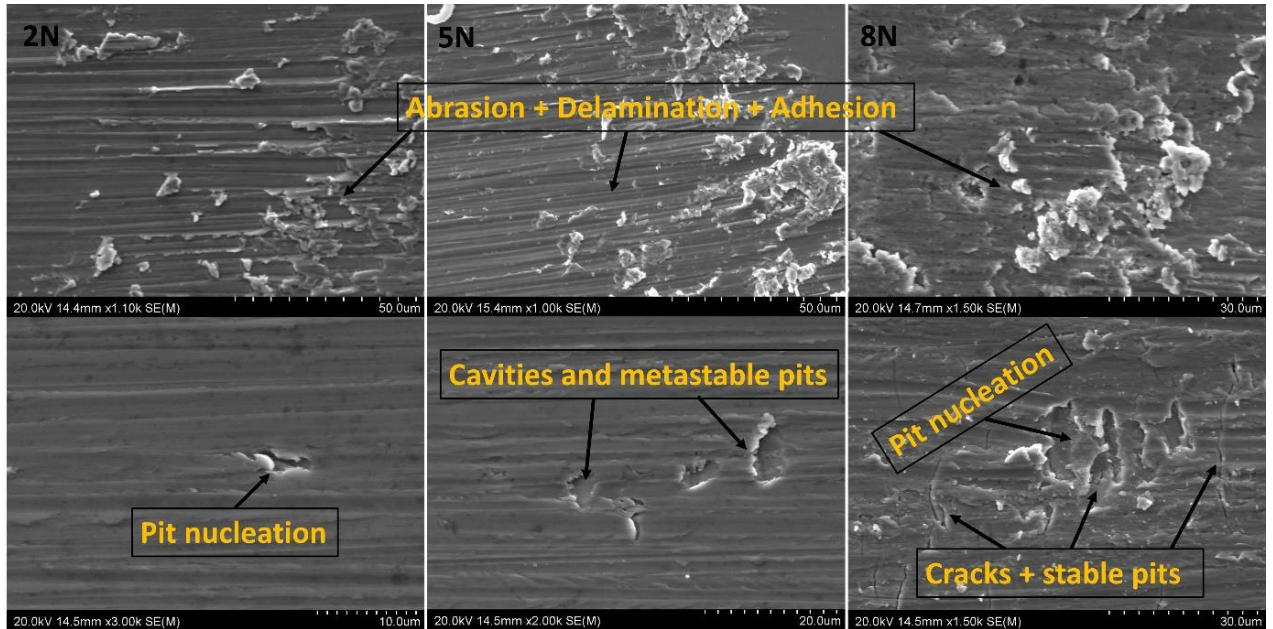 2N
5N
8N
Abrasion + Delamination + Adhesion
20.0kV 14.4mm x1.10k SE(M) 50.0um
20.0kV 15.4mm x1.00k SE(M) 50.0um
20.0kV 14.7mm x1.50k SE(M) 30.0um
Pit nucleation
Cavities and metastable pits
Pit nucleation
Cracks + stable pits
20.0kV 14.5mm x3.00k SE(M) 10.0um
20.0kV 14.5mm x2.00k SE(M) 20.0um
20.0kV 14.5mm x1.50k SE(M) 30.0um